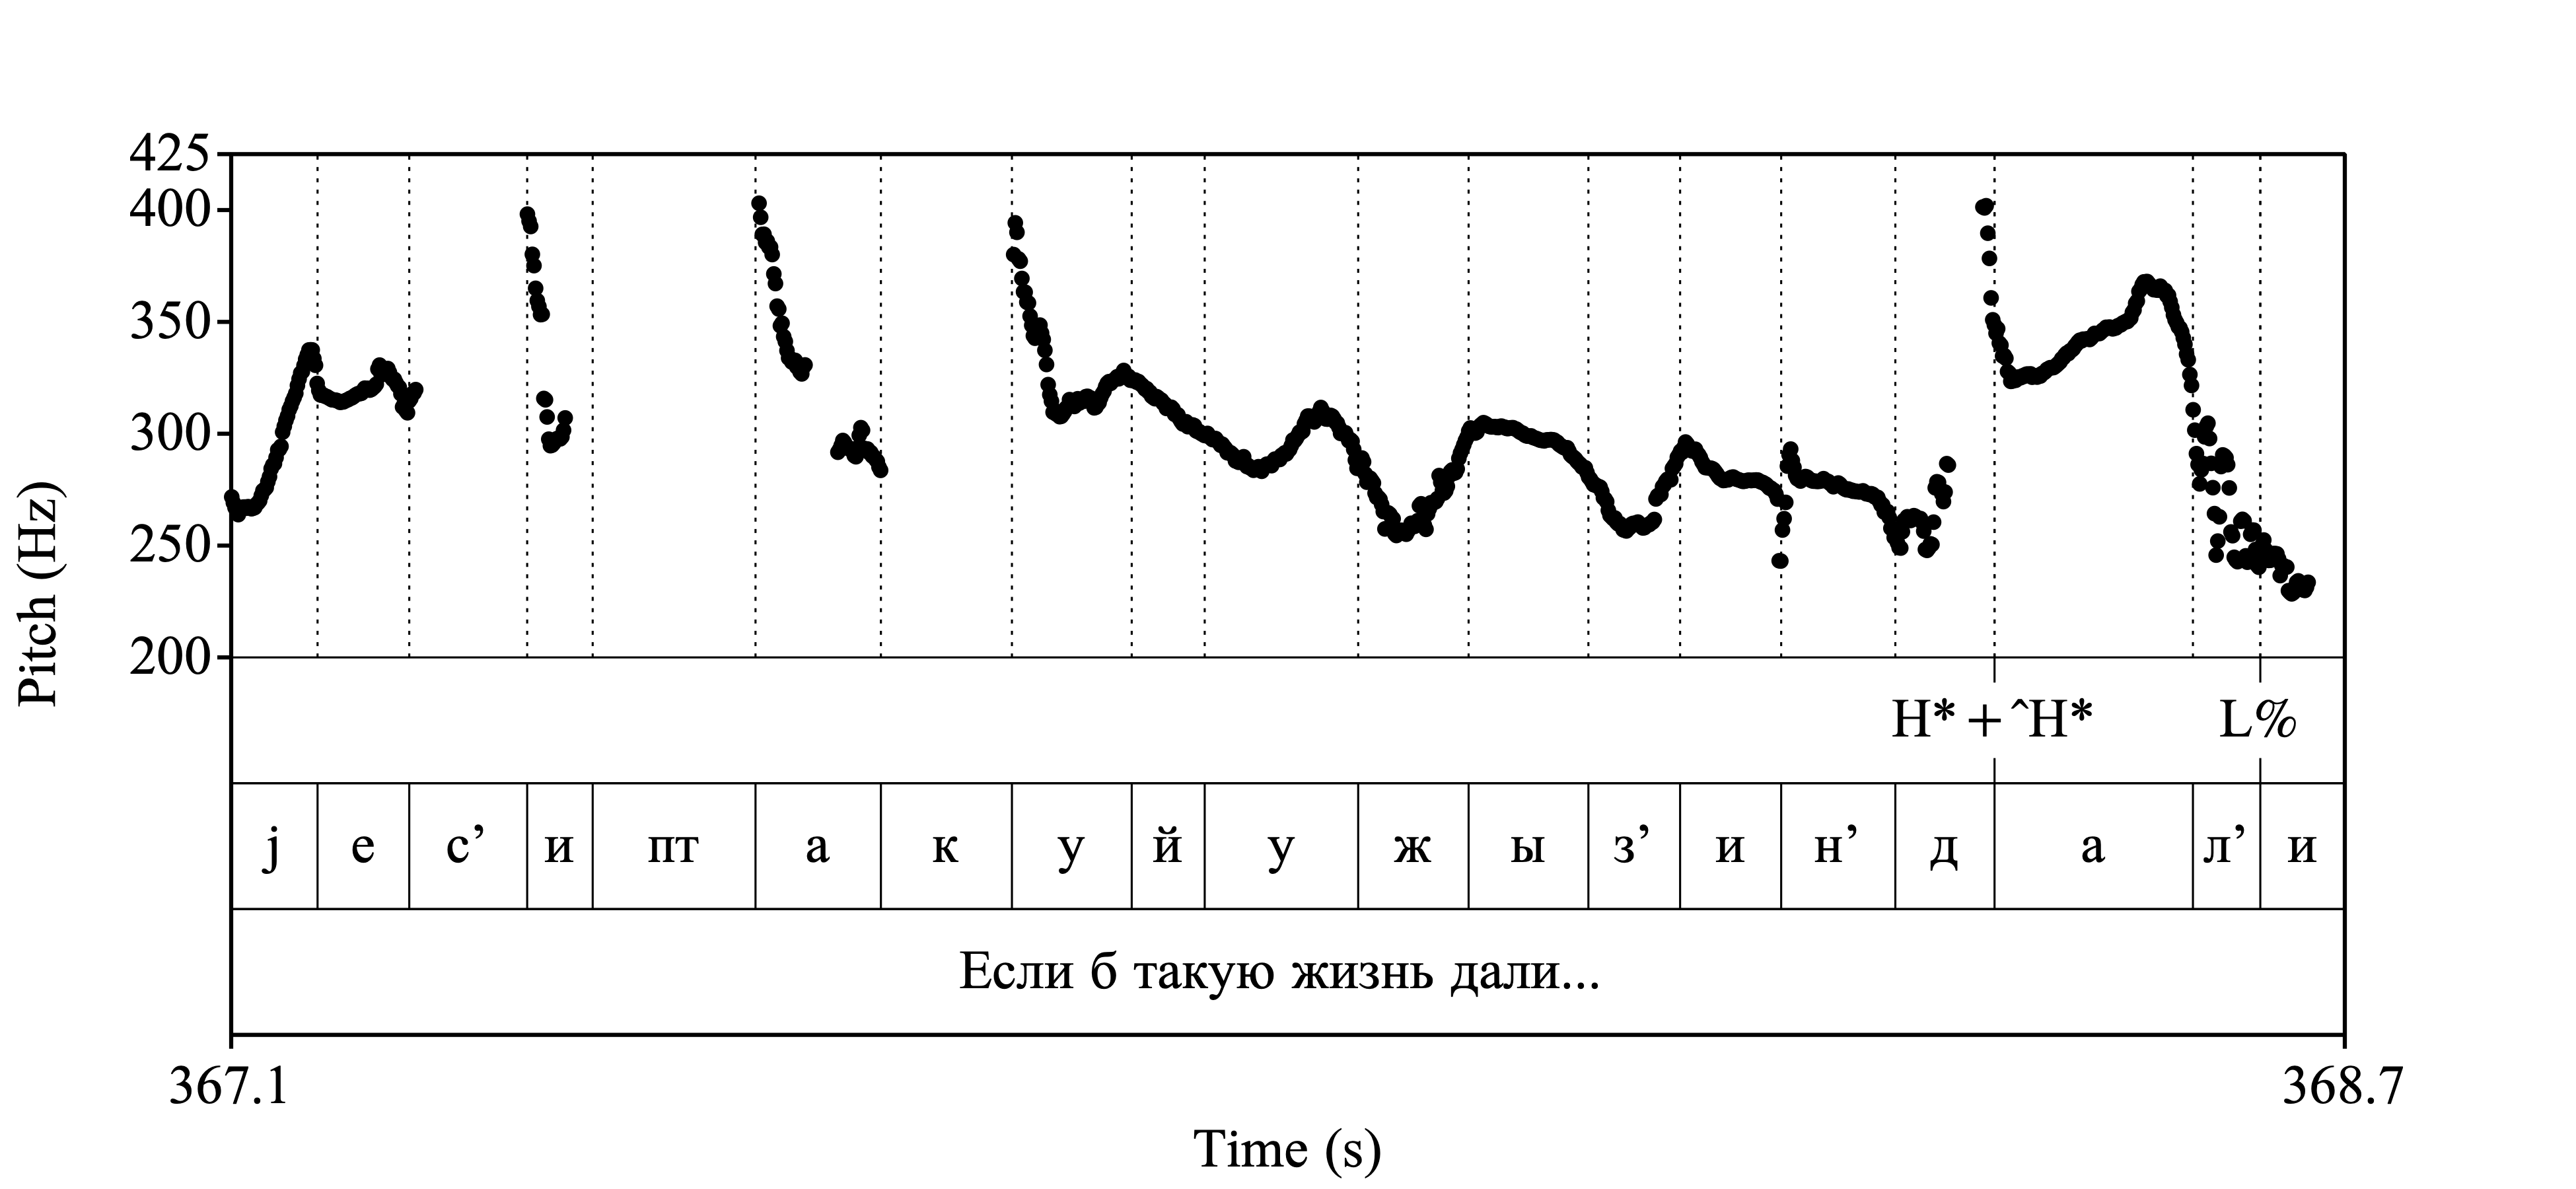 425
400
350
300
250
200
Pitch (Hz)
H* + ^H* L%
j е с’ и пт а к у й у ж ы з’ и н’ д а л’ и
Если б такую жизнь дали...
367.1 368.7
Time (s)